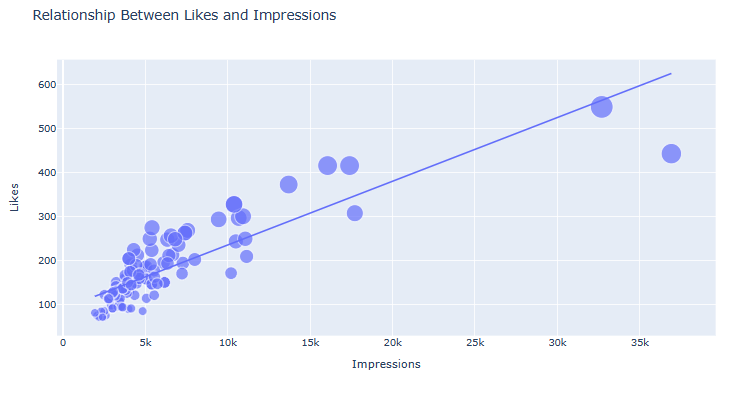 Relationship Between Likes and Impressions
600
500
400
300
200
100
Likes
0 5k 10k 15k 20k 25k 30k 35k
Impressions